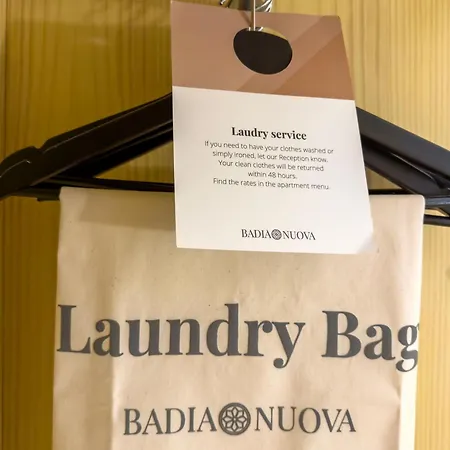 Laudry service
If you need to have your clothes washed or
simply ironed, let our Reception know.
Your clean clothes will be returned
within 48 hours.
Find the rates in the apartment menu.
BADIA NUOVA
Laundry Bag
BADIA NUOVA